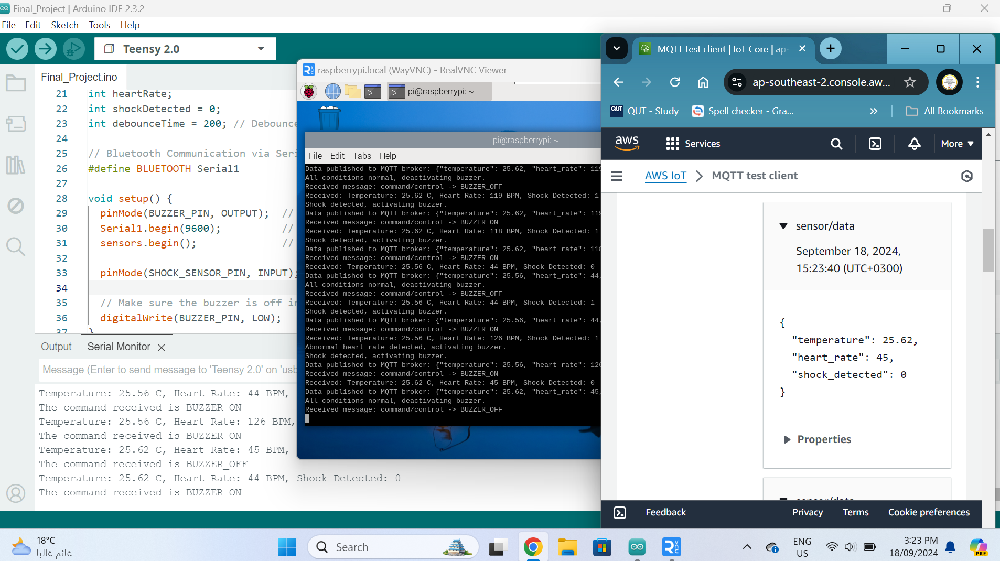 Final_Project | Arduino IDE 2.3.2
File Edit Sketch Tools Help
Teensy 2.0
Final_Project.ino
21 int heartRate;
22 int shockDetected = 0;
23 int debounceTime = 200; // Debounce
24
25 // Bluetooth Communication via Seri
26 #define BLUETOOTH Serial1
27
28 void setup() {
29 pinMode(BUZZER_PIN, OUTPUT); //
30 Serial1.begin(9600); //
31 sensors.begin(); //
32
33 pinMode(SHOCK_SENSOR_PIN, INPUT);
34
35 // Make sure the buzzer is off in
36 digitalWrite(BUZZER_PIN, LOW);
37 }
Output Serial Monitor
Message (Enter to send message to 'Teensy 2.0' on 'usb
Temperature: 25.56 C, Heart Rate: 44 BPM,
The command received is BUZZER_ON
Temperature: 25.56 C, Heart Rate: 126 BPM,
The command received is BUZZER_ON
Temperature: 25.62 C, Heart Rate: 45 BPM,
The command received is BUZZER_OFF
Temperature: 25.62 C, Heart Rate: 44 BPM, Shock Detected: 0
The command received is BUZZER_ON
raspberrypi.local (WayVNC) - RealVNC Viewer
pi@raspberrypi: ~
pi@raspberrypi: ~
File Edit Tabs Help
Data published to MQTT broker: {"temperature": 25.62, "heart_rate": 119
All conditions normal, deactivating buzzer.
Received message: command/control -> BUZZER_OFF
Received: Temperature: 25.62 C, Heart Rate: 119 BPM, Shock Detected: 1
Shock detected, activating buzzer.
Data published to MQTT broker: {"temperature": 25.62, "heart_rate": 119
Received message: command/control -> BUZZER_ON
Received: Temperature: 25.62 C, Heart Rate: 118 BPM, Shock Detected: 1
Shock detected, activating buzzer.
Data published to MQTT broker: {"temperature": 25.62, "heart_rate": 118
Received message: command/control -> BUZZER_ON
Received: Temperature: 25.56 C, Heart Rate: 44 BPM, Shock Detected: 0
Data published to MQTT broker: {"temperature": 25.56, "heart_rate": 44,
All conditions normal, deactivating buzzer.
Received message: command/control -> BUZZER_OFF
Received: Temperature: 25.56 C, Heart Rate: 44 BPM, Shock Detected: 1
Shock detected, activating buzzer.
Data published to MQTT broker: {"temperature": 25.56, "heart_rate": 44,
Received message: command/control -> BUZZER_ON
Received: Temperature: 25.56 C, Heart Rate: 126 BPM, Shock Detected: 1
Abnormal heart rate detected, activating buzzer.
Shock detected, activating buzzer.
Data published to MQTT broker: {"temperature": 25.56, "heart_rate": 126
Received message: command/control -> BUZZER_ON
Received: Temperature: 25.62 C, Heart Rate: 45 BPM, Shock Detected: 0
Data published to MQTT broker: {"temperature": 25.62, "heart_rate": 45,
All conditions normal, deactivating buzzer.
Received message: command/control -> BUZZER_OFF
MQTT test client | IoT Core | ap-
ap-southeast-2.console.aw...
QUT QUT - Study Spell checker - Gra... » All Bookmarks
aws Services More
AWS IoT > MQTT test client
sensor/data
September 18, 2024,
15:23:40 (UTC+0300)
{
"temperature": 25.62,
"heart_rate": 45,
"shock_detected": 0
}
Properties
sensor/data
Feedback Privacy Terms Cookie preferences
18°C
غائم غالبًا
Search
ENG
US
3:23 PM
18/09/2024
PRE